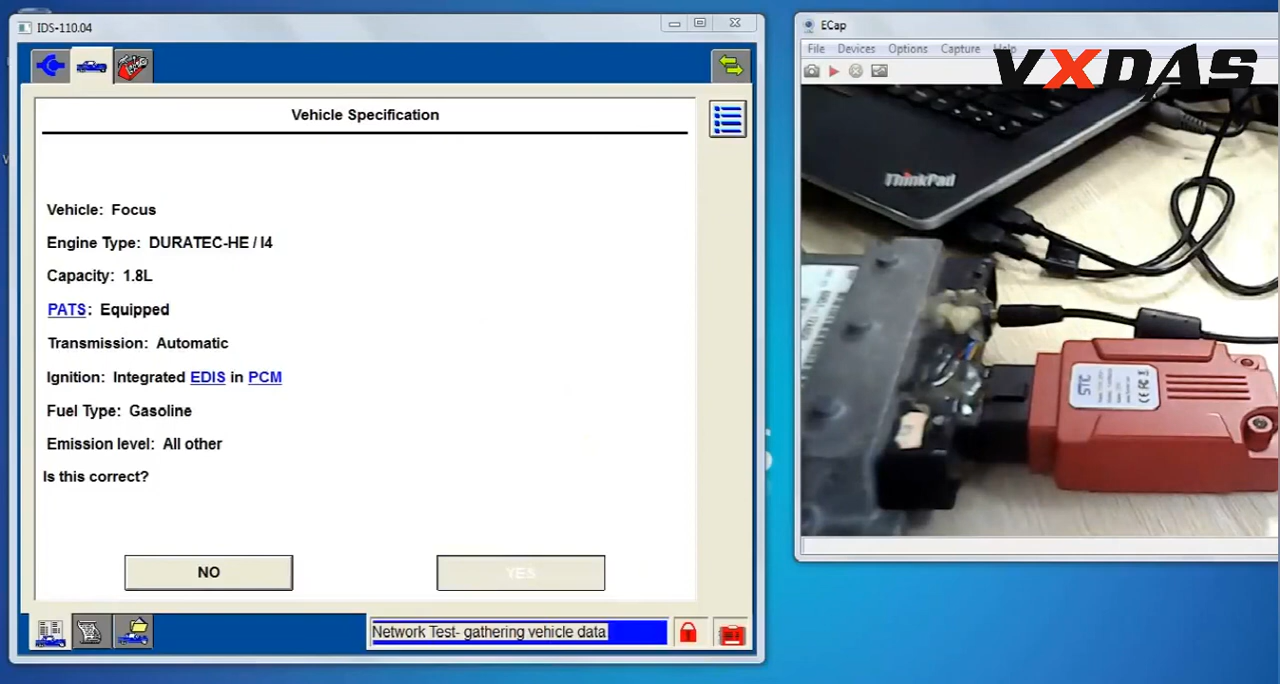 IDS-110.04
Vehicle Specification
Vehicle: Focus
Engine Type: DURATEC-HE / I4
Capacity: 1.8L
PATS: Equipped
Transmission: Automatic
Ignition: Integrated EDIS in PCM
Fuel Type: Gasoline
Emission level: All other
Is this correct?
NO
YES
Network Test- gathering vehicle data
ECap
File Devices Options Capture Help
VXDAS
ThinkPad
STC